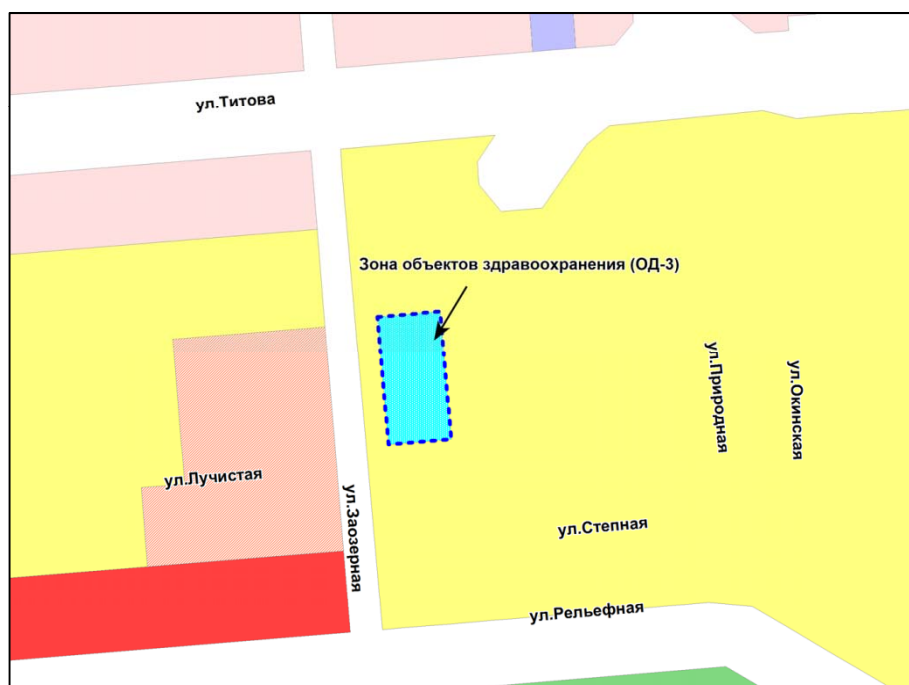 ул.Титова
Зона объектов здравоохранения (ОД-3)
ул.Природная
ул.Окинская
ул.Лучистая
ул.Заозерная
ул.Степная
ул.Рельефная